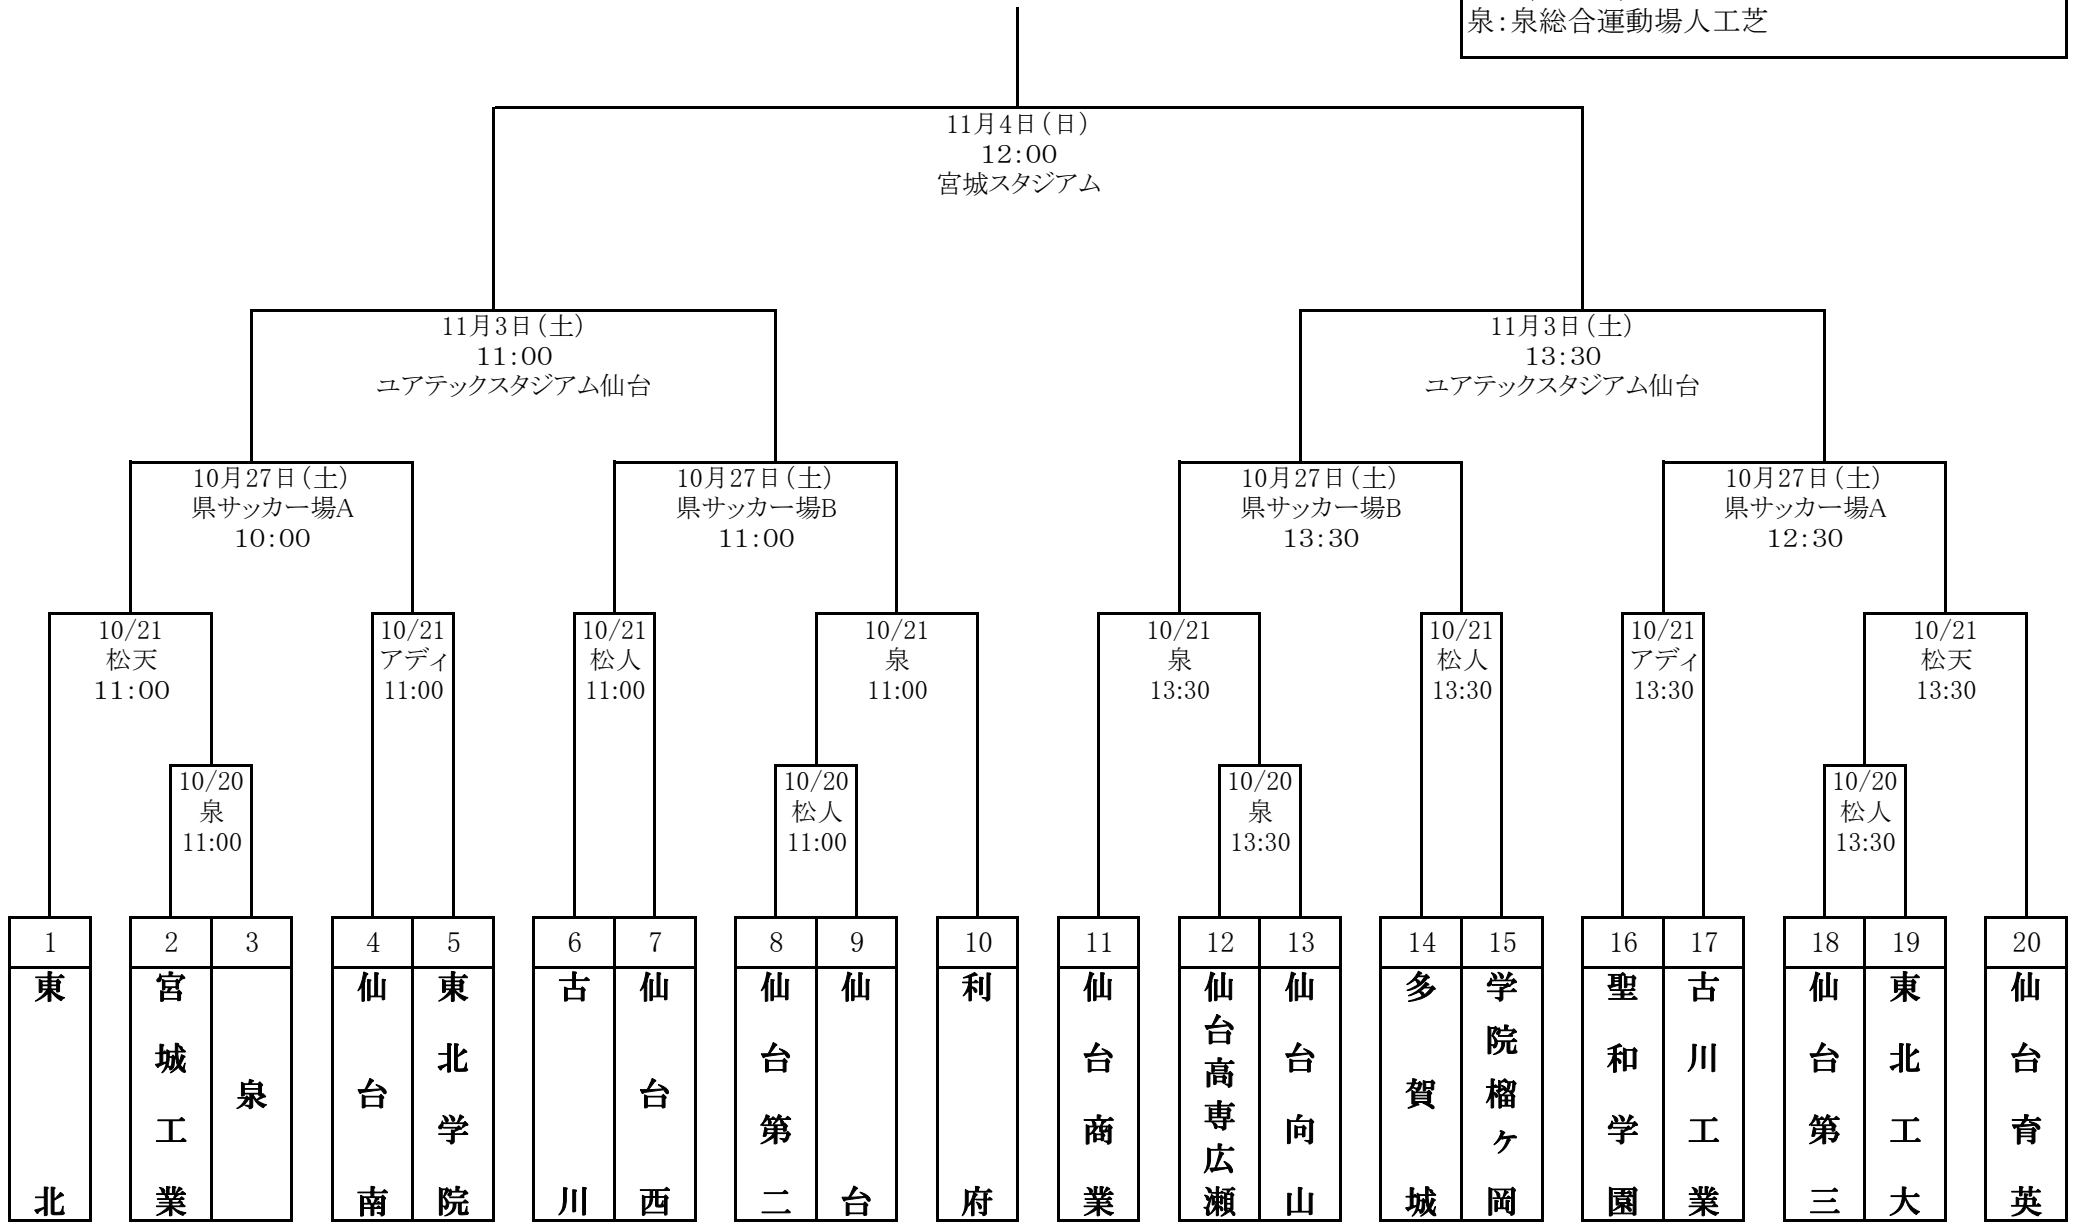 泉：泉総合運動場人工芝
11月4日（日）
12：00
宮城スタジアム
11月3日（土）
11：00
ユアテックスタジアム仙台
11月3日（土）
13：30
ユアテックスタジアム仙台
10月27日（土）
県サッカー場A
10：00
10月27日（土）
県サッカー場B
11：00
10月27日（土）
県サッカー場B
13：30
10月27日（土）
県サッカー場A
12：30
10/21
松天
11：00
10/21
アディ
11:00
10/21
松人
11:00
10/21
泉
11:00
10/21
泉
13:30
10/21
松人
13:30
10/21
アディ
13:30
10/21
松天
13:30
10/20
泉
11:00
10/20
松人
11:00
10/20
泉
13:30
10/20
松人
13:30
1
東北
2
宮城工業
3
泉
4
仙台南
5
東北学院
6
古川
7
仙台西
8
仙台第二
9
仙台
10
利府
11
仙台商業
12
仙台高専広瀬
13
仙台向山
14
多賀城
15
学院榴ケ岡
16
聖和学園
17
古川工業
18
仙台第三
19
東北工大
20
仙台育英